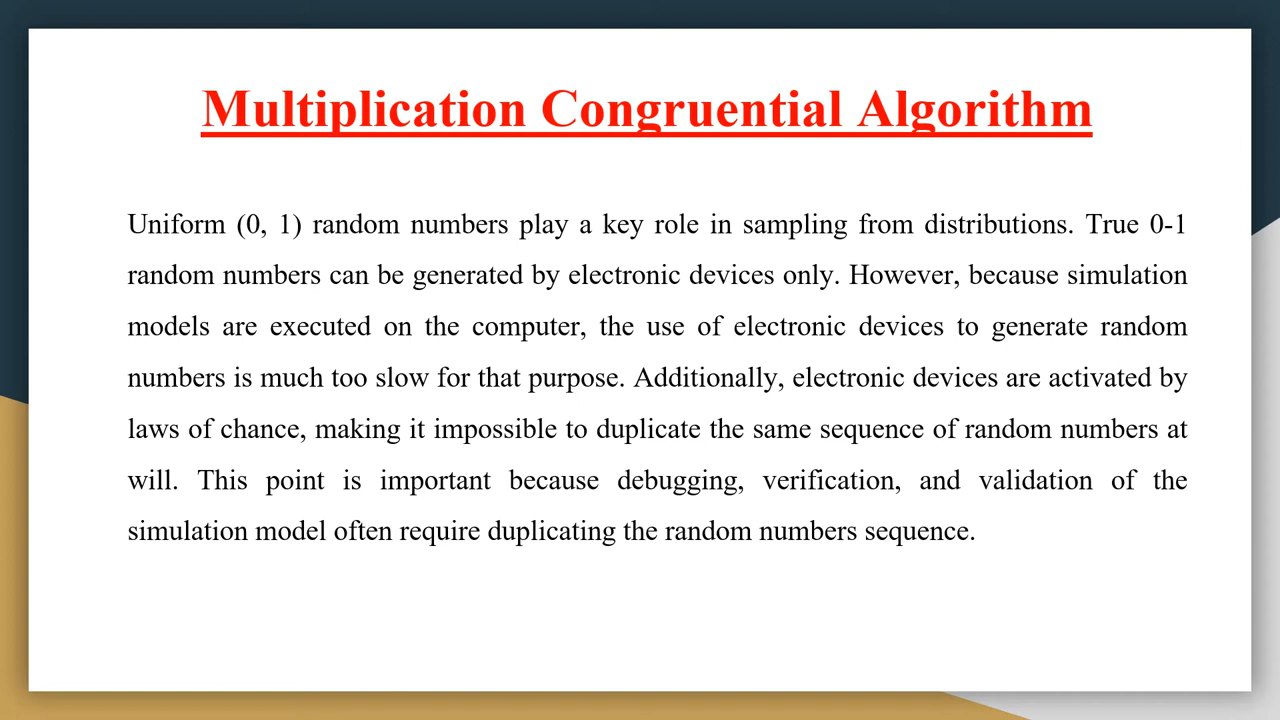 Multiplication Congruential Algorithm
Uniform (0, 1) random numbers play a key role in sampling from distributions. True 0-1
random numbers can be generated by electronic devices only. However, because simulation
models are executed on the computer, the use of electronic devices to generate random
numbers is much too slow for that purpose. Additionally, electronic devices are activated by
laws of chance, making it impossible to duplicate the same sequence of random numbers at
will. This point is important because debugging, verification, and validation of the
simulation model often require duplicating the random numbers sequence.